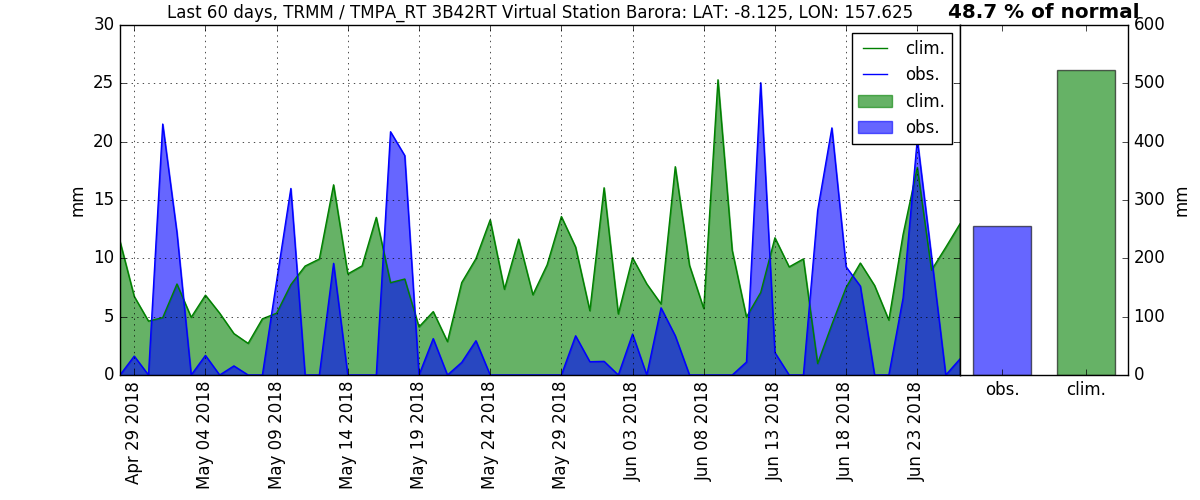 Last 60 days, TRMM / TMPA_RT 3B42RT Virtual Station Barora: LAT: -8.125, LON: 157.625
48.7 % of normal
mm
30
25
20
15
10
5
0
clim.
obs.
clim.
obs.
600
500
400
300
200
100
0
mm
Apr 29 2018
May 04 2018
May 09 2018
May 14 2018
May 19 2018
May 24 2018
May 29 2018
Jun 03 2018
Jun 08 2018
Jun 13 2018
Jun 18 2018
Jun 23 2018
obs.
clim.